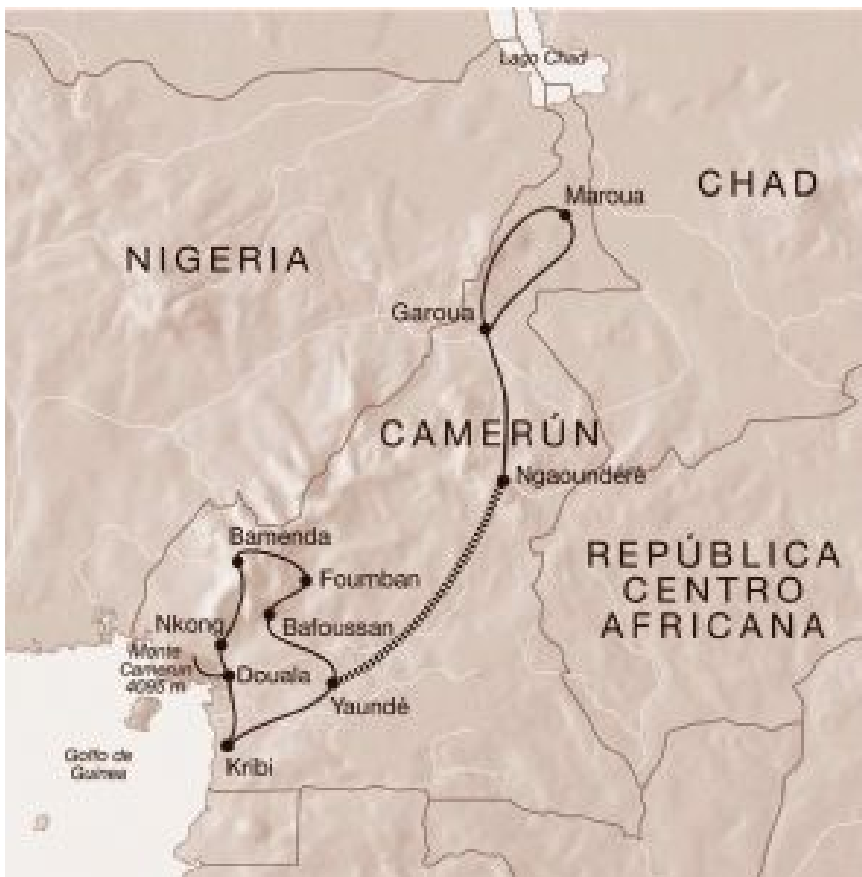 Lago Chad
CHAD
Maroua
NIGERIA
Garoua
CAMERÚN
Ngaoundéré
Bamenda
REPÚBLICA
CENTRO
AFRICANA
Foumban
Nkong
Bafoussan
Monte
Camerun
4095 m
Douala
Yaundé
Golfo de
Guinea
Kribi